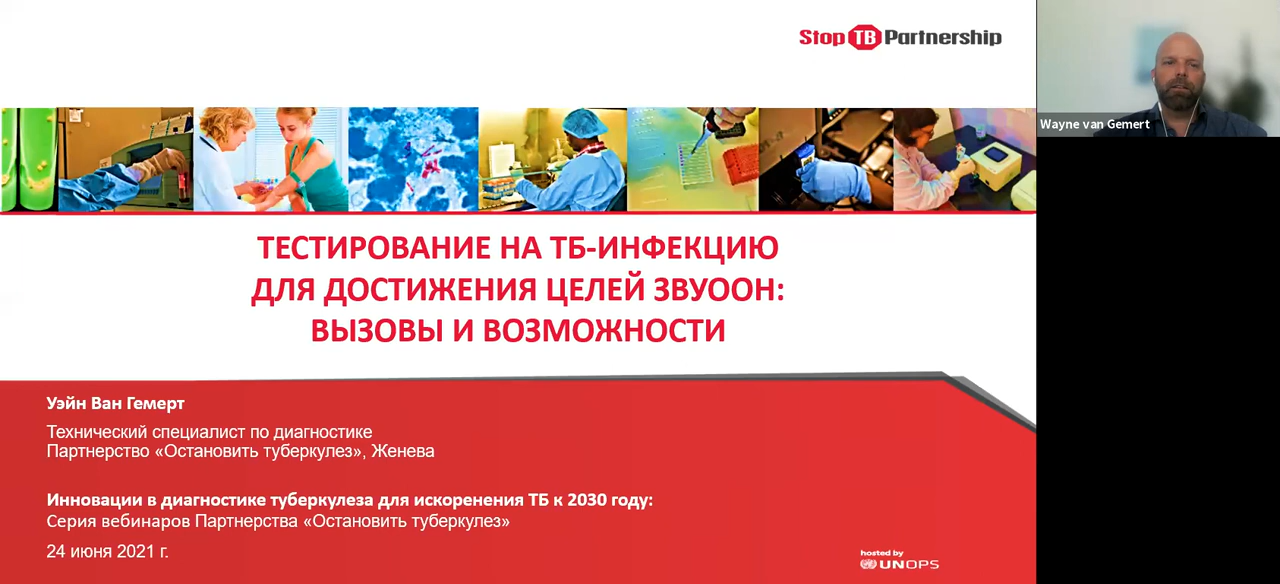 Stop TB Partnership
Wayne van Gemert
ТЕСТИРОВАНИЕ НА ТБ-ИНФЕКЦИЮ
ДЛЯ ДОСТИЖЕНИЯ ЦЕЛЕЙ ЗВУООН:
ВЫЗОВЫ И ВОЗМОЖНОСТИ
Уэйн Ван Гемерт
Технический специалист по диагностике
Партнерство «Остановить туберкулез», Женева
Инновации в диагностике туберкулеза для искоренения ТБ к 2030 году:
Серия вебинаров Партнерства «Остановить туберкулез»
24 июня 2021 г.
hosted by
UNOPS